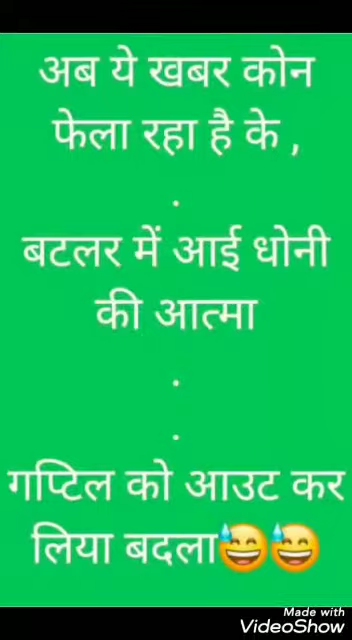 अब ये खबर कोन
फेला रहा है के ,
.
बटलर में आई धोनी
की आत्मा
.
.
गप्टिल को आउट कर
लिया बदला😅😅
Made with
VideoShow